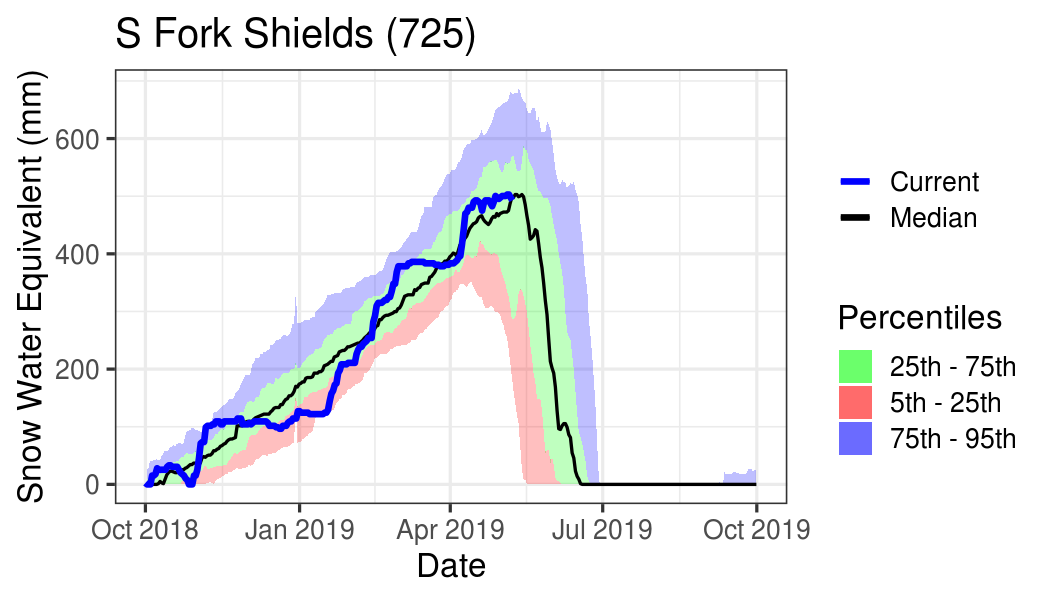 S Fork Shields (725)
Snow Water Equivalent (mm)
600
400
200
0
Oct 2018
Jan 2019
Apr 2019
Jul 2019
Oct 2019
Date
Current
Median
Percentiles
25th - 75th
5th - 25th
75th - 95th